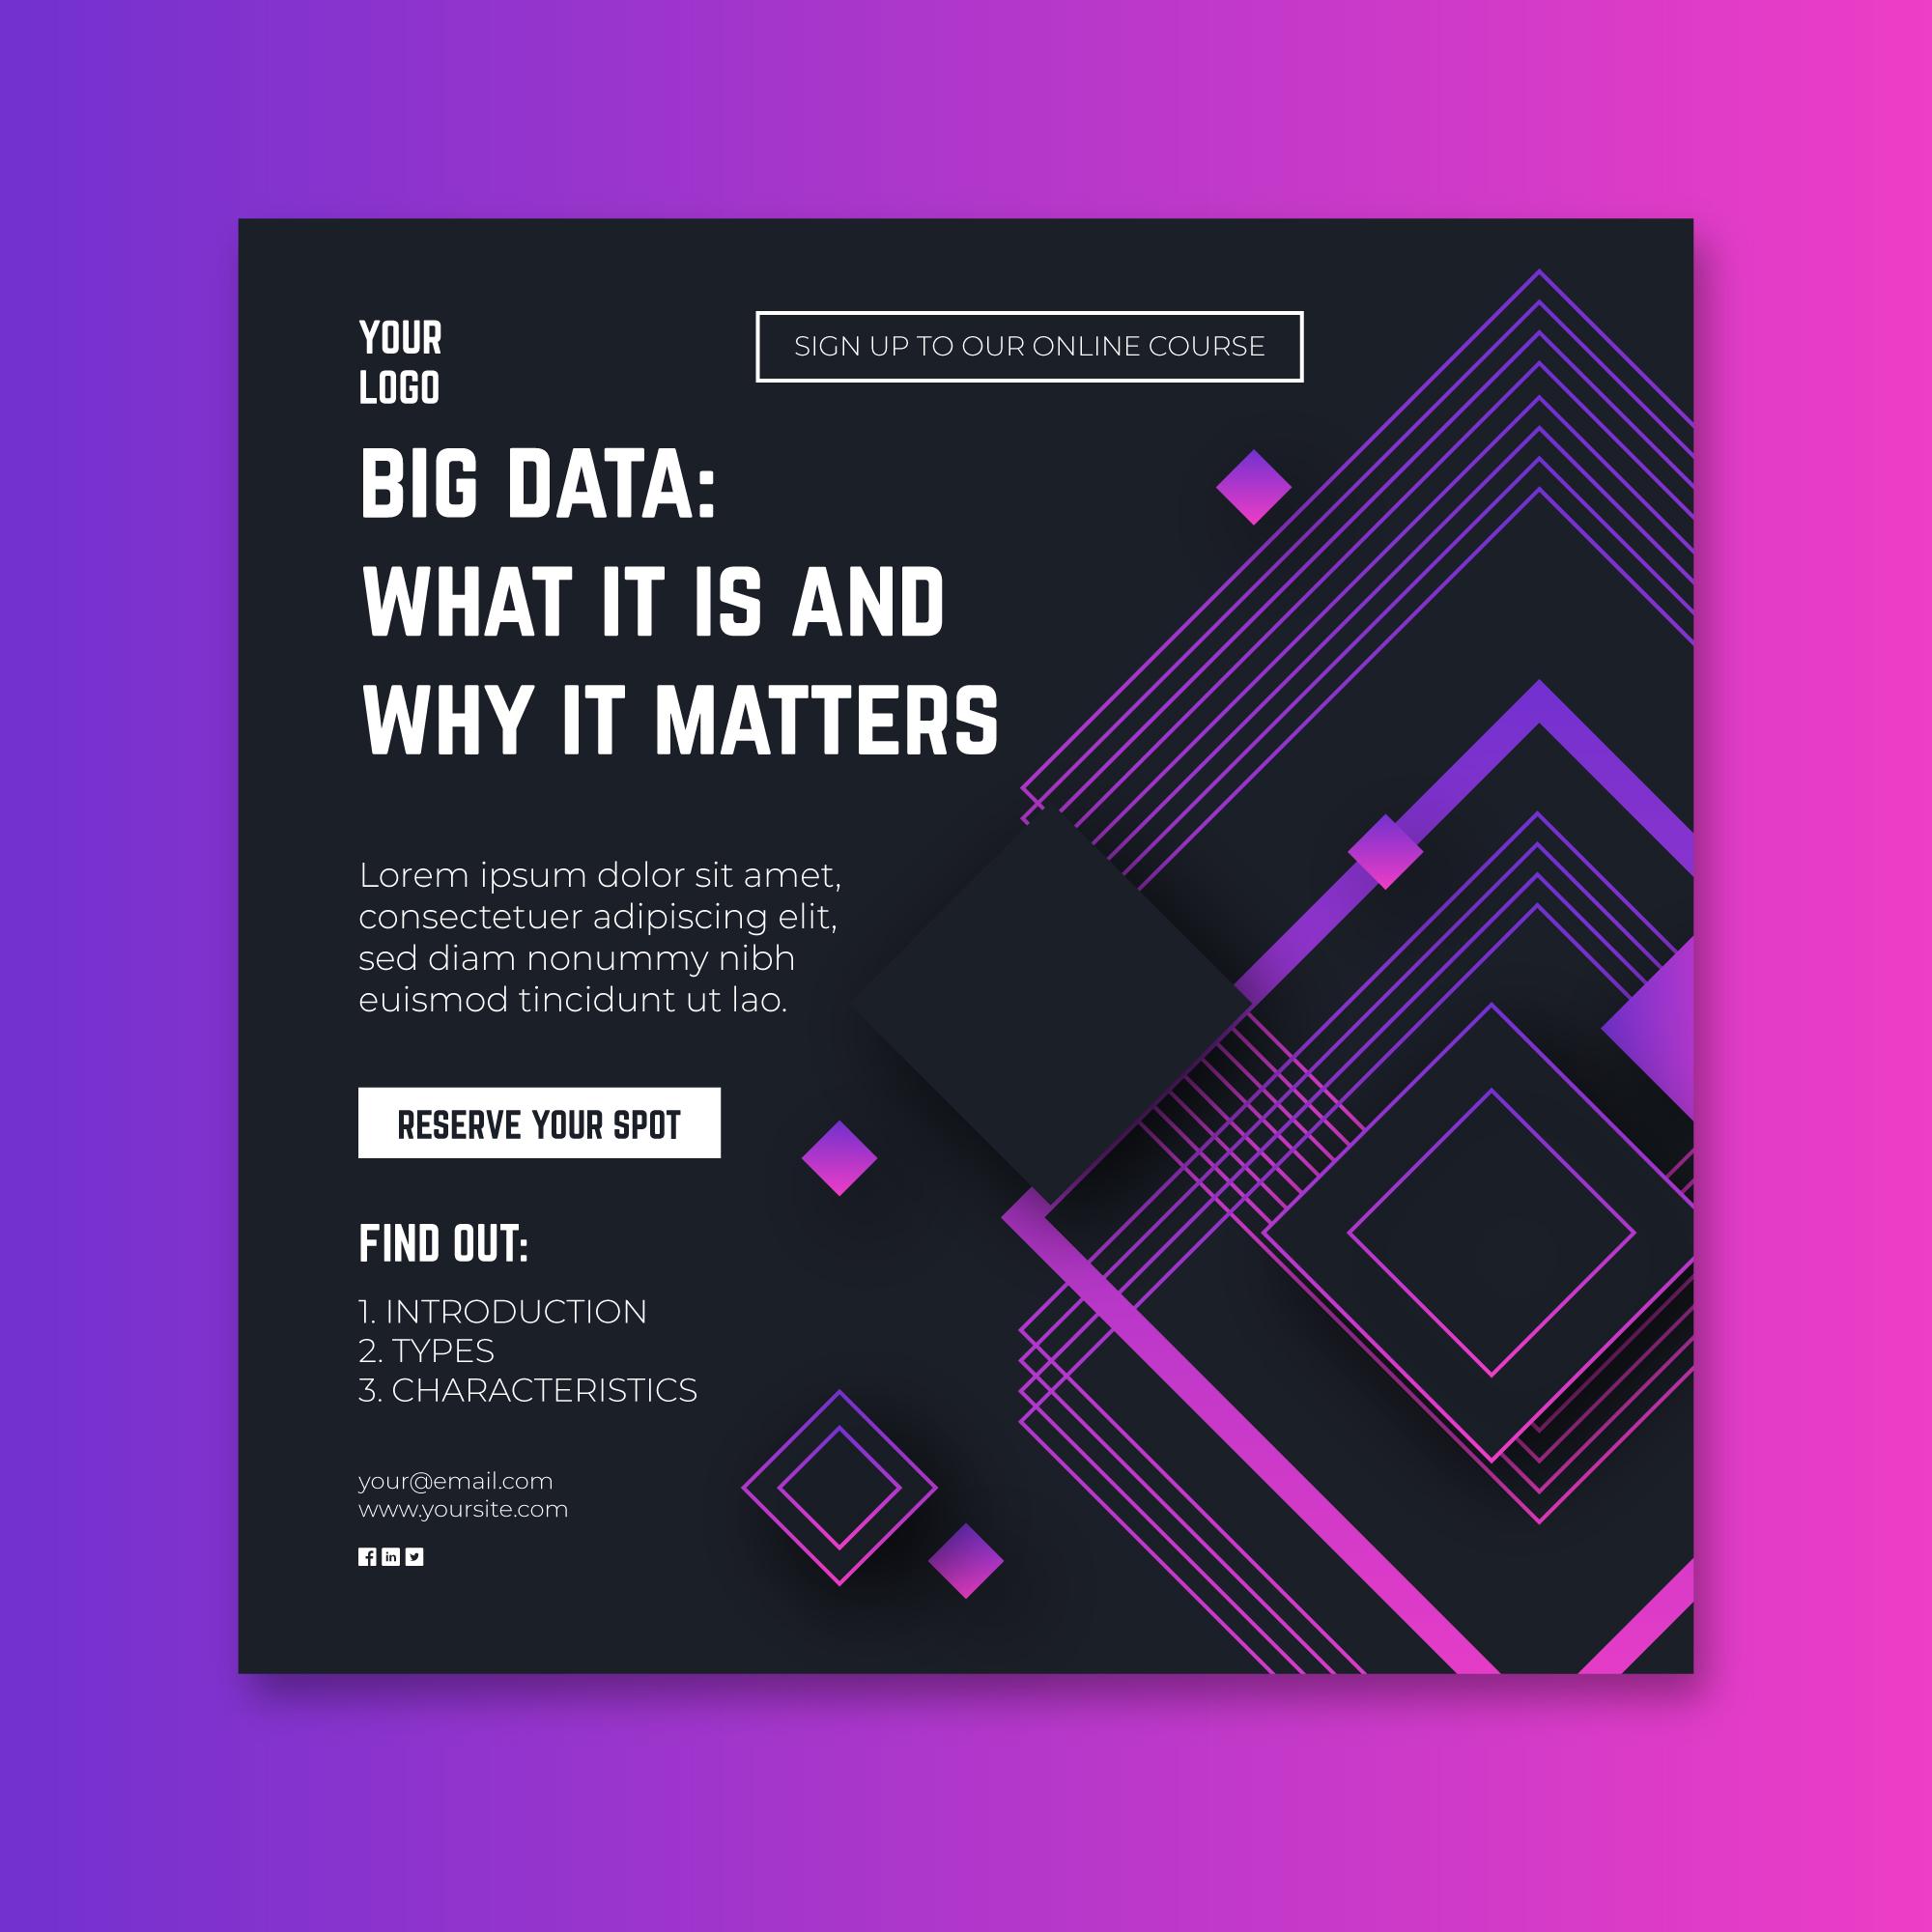 YOUR
LOGO
SIGN UP TO OUR ONLINE COURSE
BIG DATA:
WHAT IT IS AND
WHY IT MATTERS
Lorem ipsum dolor sit amet,
consectetuer adipiscing elit,
sed diam nonummy nibh
euismod tincidunt ut lao.
RESERVE YOUR SPOT
FIND OUT:
1. INTRODUCTION
2. TYPES
3. CHARACTERISTICS
your@email.com
www.yoursite.com